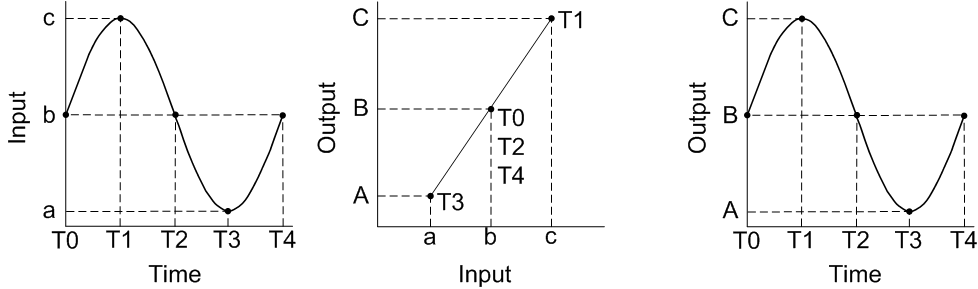 c
b
a
Input
T0 T1 T2 T3 T4
Time
C
B
A
Output
T1
T0
T2
T4
T3
a b c
Input
C
B
A
Output
T0 T1 T2 T3 T4
Time